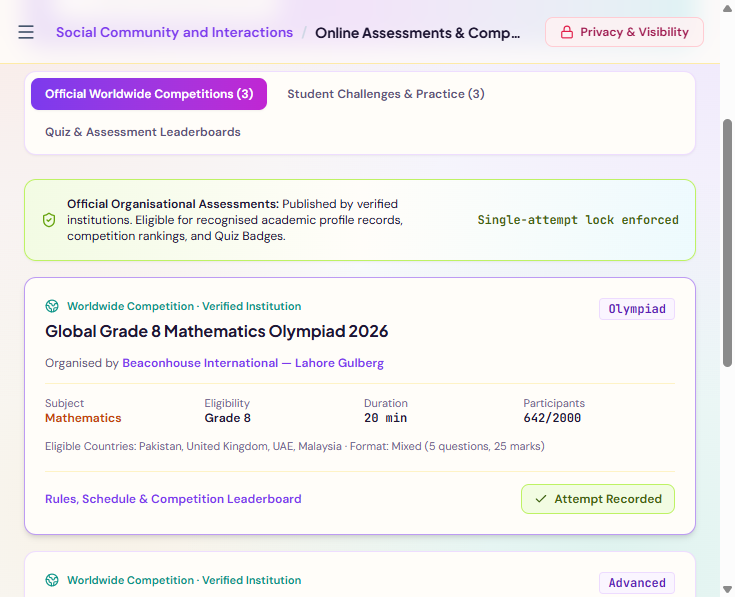 Social Community and Interactions / Online Assessments & Comp...
Privacy & Visibility
Official Worldwide Competitions (3)
Student Challenges & Practice (3)
Quiz & Assessment Leaderboards
Official Organisational Assessments: Published by verified
institutions. Eligible for recognised academic profile records,
competition rankings, and Quiz Badges.
Single-attempt lock enforced
Worldwide Competition · Verified Institution
Olympiad
Global Grade 8 Mathematics Olympiad 2026
Organised by Beaconhouse International — Lahore Gulberg
Subject
Mathematics
Eligibility
Grade 8
Duration
20 min
Participants
642/2000
Eligible Countries: Pakistan, United Kingdom, UAE, Malaysia · Format: Mixed (5 questions, 25 marks)
Rules, Schedule & Competition Leaderboard
Attempt Recorded
Worldwide Competition · Verified Institution
Advanced